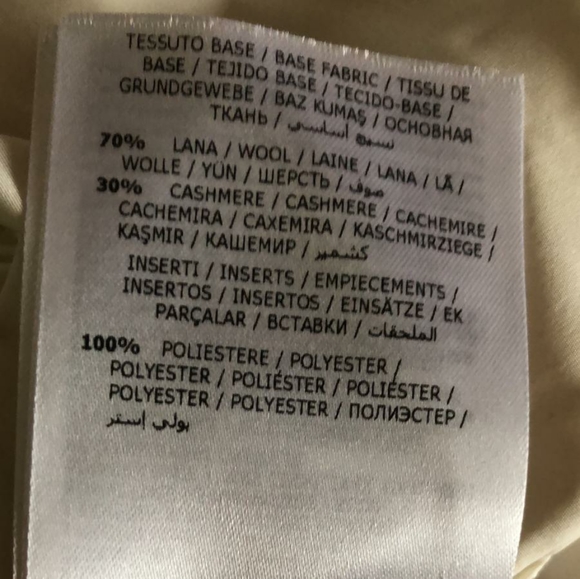 TESSUTO BASE / BASE FABRIC / TISSU DE
BASE / TEJIDO BASE / TECIDO-BASE /
GRUNDGEWEBE / BAZ KUMAŞ / ОСНОВНАЯ
ТКАНЬ / نسيج أساسي
70% LANA / WOOL / LAINE / LANA / LÃ /
WOLLE / YÜN / ШЕРСТЬ / صوف
30% CASHMERE / CASHMERE / CACHEMIRE /
CACHEMIRA / CAXEMIRA / KASCHMIRZIEGE /
KAŞMIR / КАШЕМИР / كشمير
INSERTI / INSERTS / EMPIECEMENTS /
INSERTOS / INSERTOS / EINSÄTZE / EK
PARÇALAR / ВСТАВКИ / الملحقات
100% POLIESTERE / POLYESTER /
POLYESTER / POLIÉSTER / POLIÉSTER /
POLYESTER / POLYESTER / ПОЛИЭСТЕР /
بولي إستر